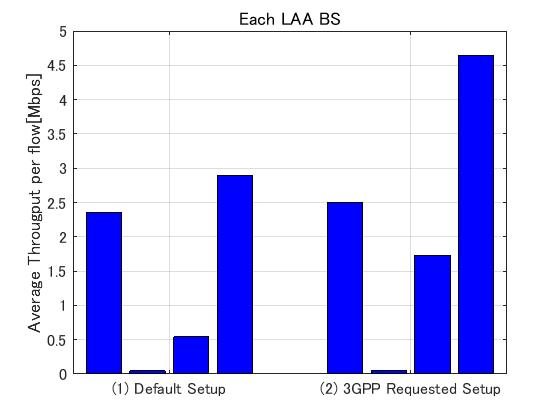 Each LAA BS
Average Througput per flow[Mbps]
5
4.5
4
3.5
3
2.5
2
1.5
1
0.5
0
(1) Default Setup
(2) 3GPP Requested Setup